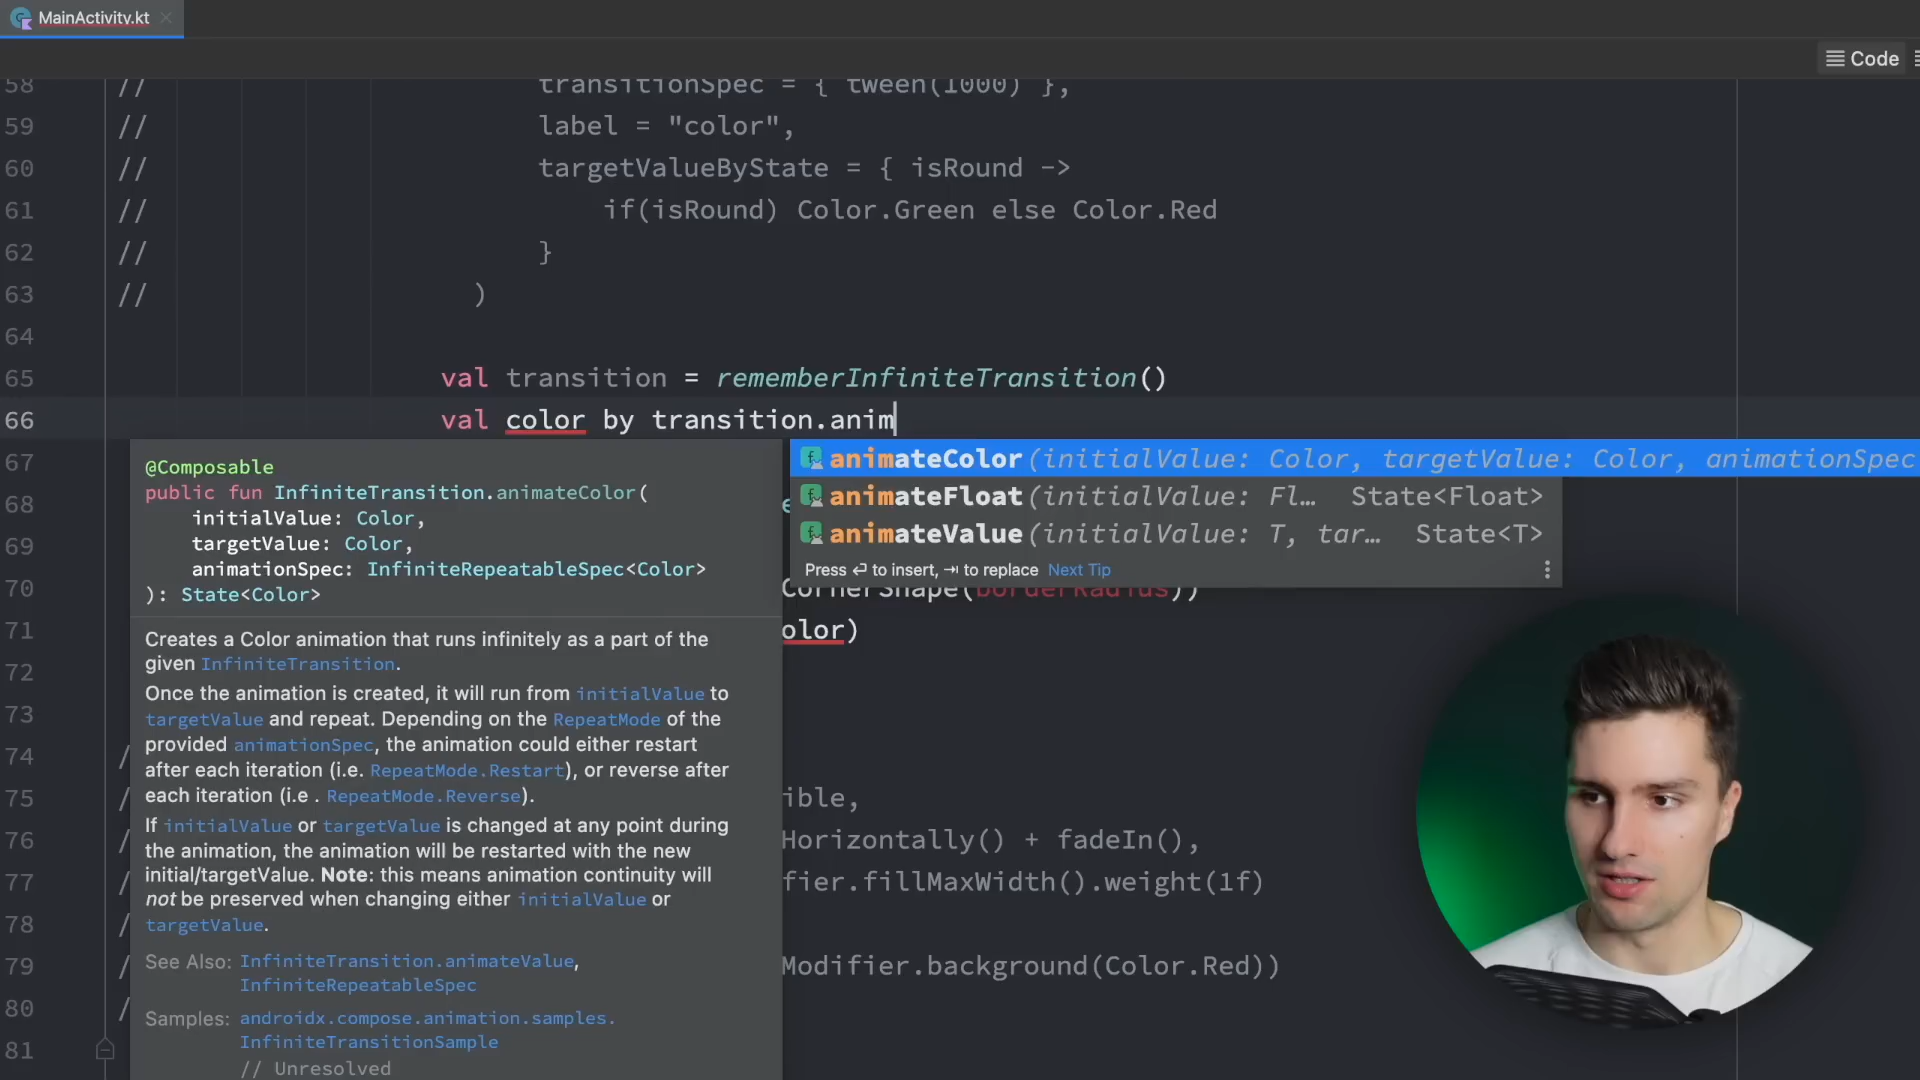 MainActivity.kt
Code
58 // transitionSpec = { tween(1000) },
59 // label = "color",
60 // targetValueByState = { isRound ->
61 // if(isRound) Color.Green else Color.Red
62 // }
63 // )
64
65 val transition = rememberInfiniteTransition()
66 val color by transition.anim
67
68
69
70 CornerShape(borderRadius))
71 olor)
72
73
74 /
75 / ible,
76 / Horizontally() + fadeIn(),
77 / fier.fillMaxWidth().weight(1f)
78 /
79 / Modifier.background(Color.Red))
80 /
81
animateColor(initialValue: Color, targetValue: Color, animationSpec
animateFloat(initialValue: Fl… State<Float>
animateValue(initialValue: T, tar… State<T>
Press ⏎ to insert, ⇥ to replace Next Tip
@Composable
public fun InfiniteTransition.animateColor(
initialValue: Color,
targetValue: Color,
animationSpec: InfiniteRepeatableSpec<Color>
): State<Color>
Creates a Color animation that runs infinitely as a part of the
given InfiniteTransition.
Once the animation is created, it will run from initialValue to
targetValue and repeat. Depending on the RepeatMode of the
provided animationSpec, the animation could either restart
after each iteration (i.e. RepeatMode.Restart), or reverse after
each iteration (i.e . RepeatMode.Reverse).
If initialValue or targetValue is changed at any point during
the animation, the animation will be restarted with the new
initial/targetValue. Note: this means animation continuity will
not be preserved when changing either initialValue or
targetValue.
See Also: InfiniteTransition.animateValue,
InfiniteRepeatableSpec
Samples: androidx.compose.animation.samples.
InfiniteTransitionSample
// Unresolved